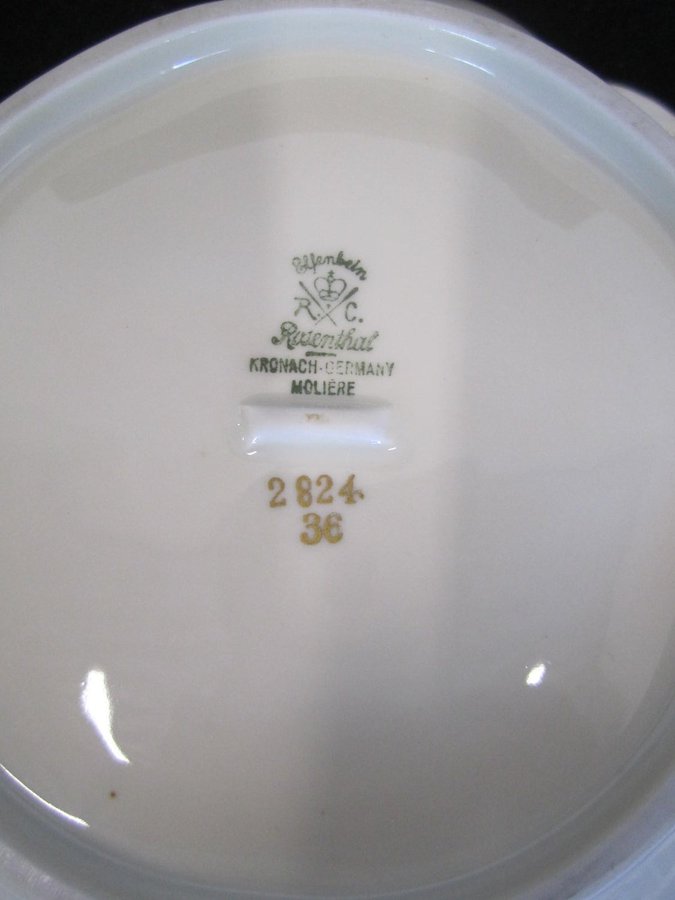 Elfenbein
R. C.
Rosenthal
KRONACH-GERMANY
MOLIÈRE
2824
36